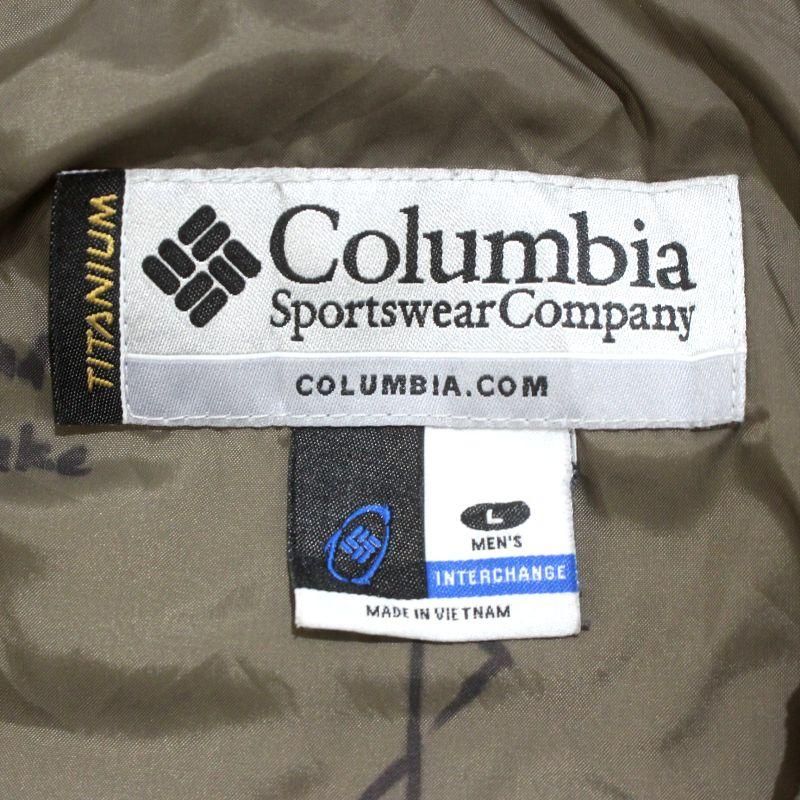 TITANIUM
Columbia
Sportswear Company
COLUMBIA.COM
L
MEN'S
INTERCHANGE
MADE IN VIETNAM